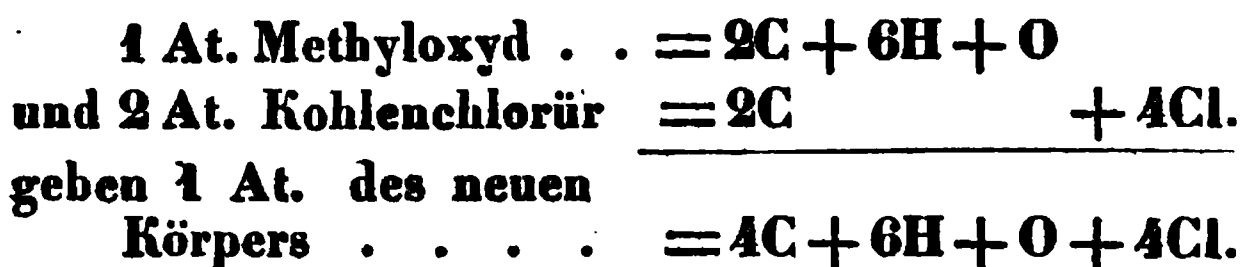 1 At. Methyloxyd . . = 2C + 6H + O
und 2 At. Kohlenchlorür = 2C + 4Cl.
geben 1 At. des neuen
Körpers . . . . = 4C + 6H + O + 4Cl.